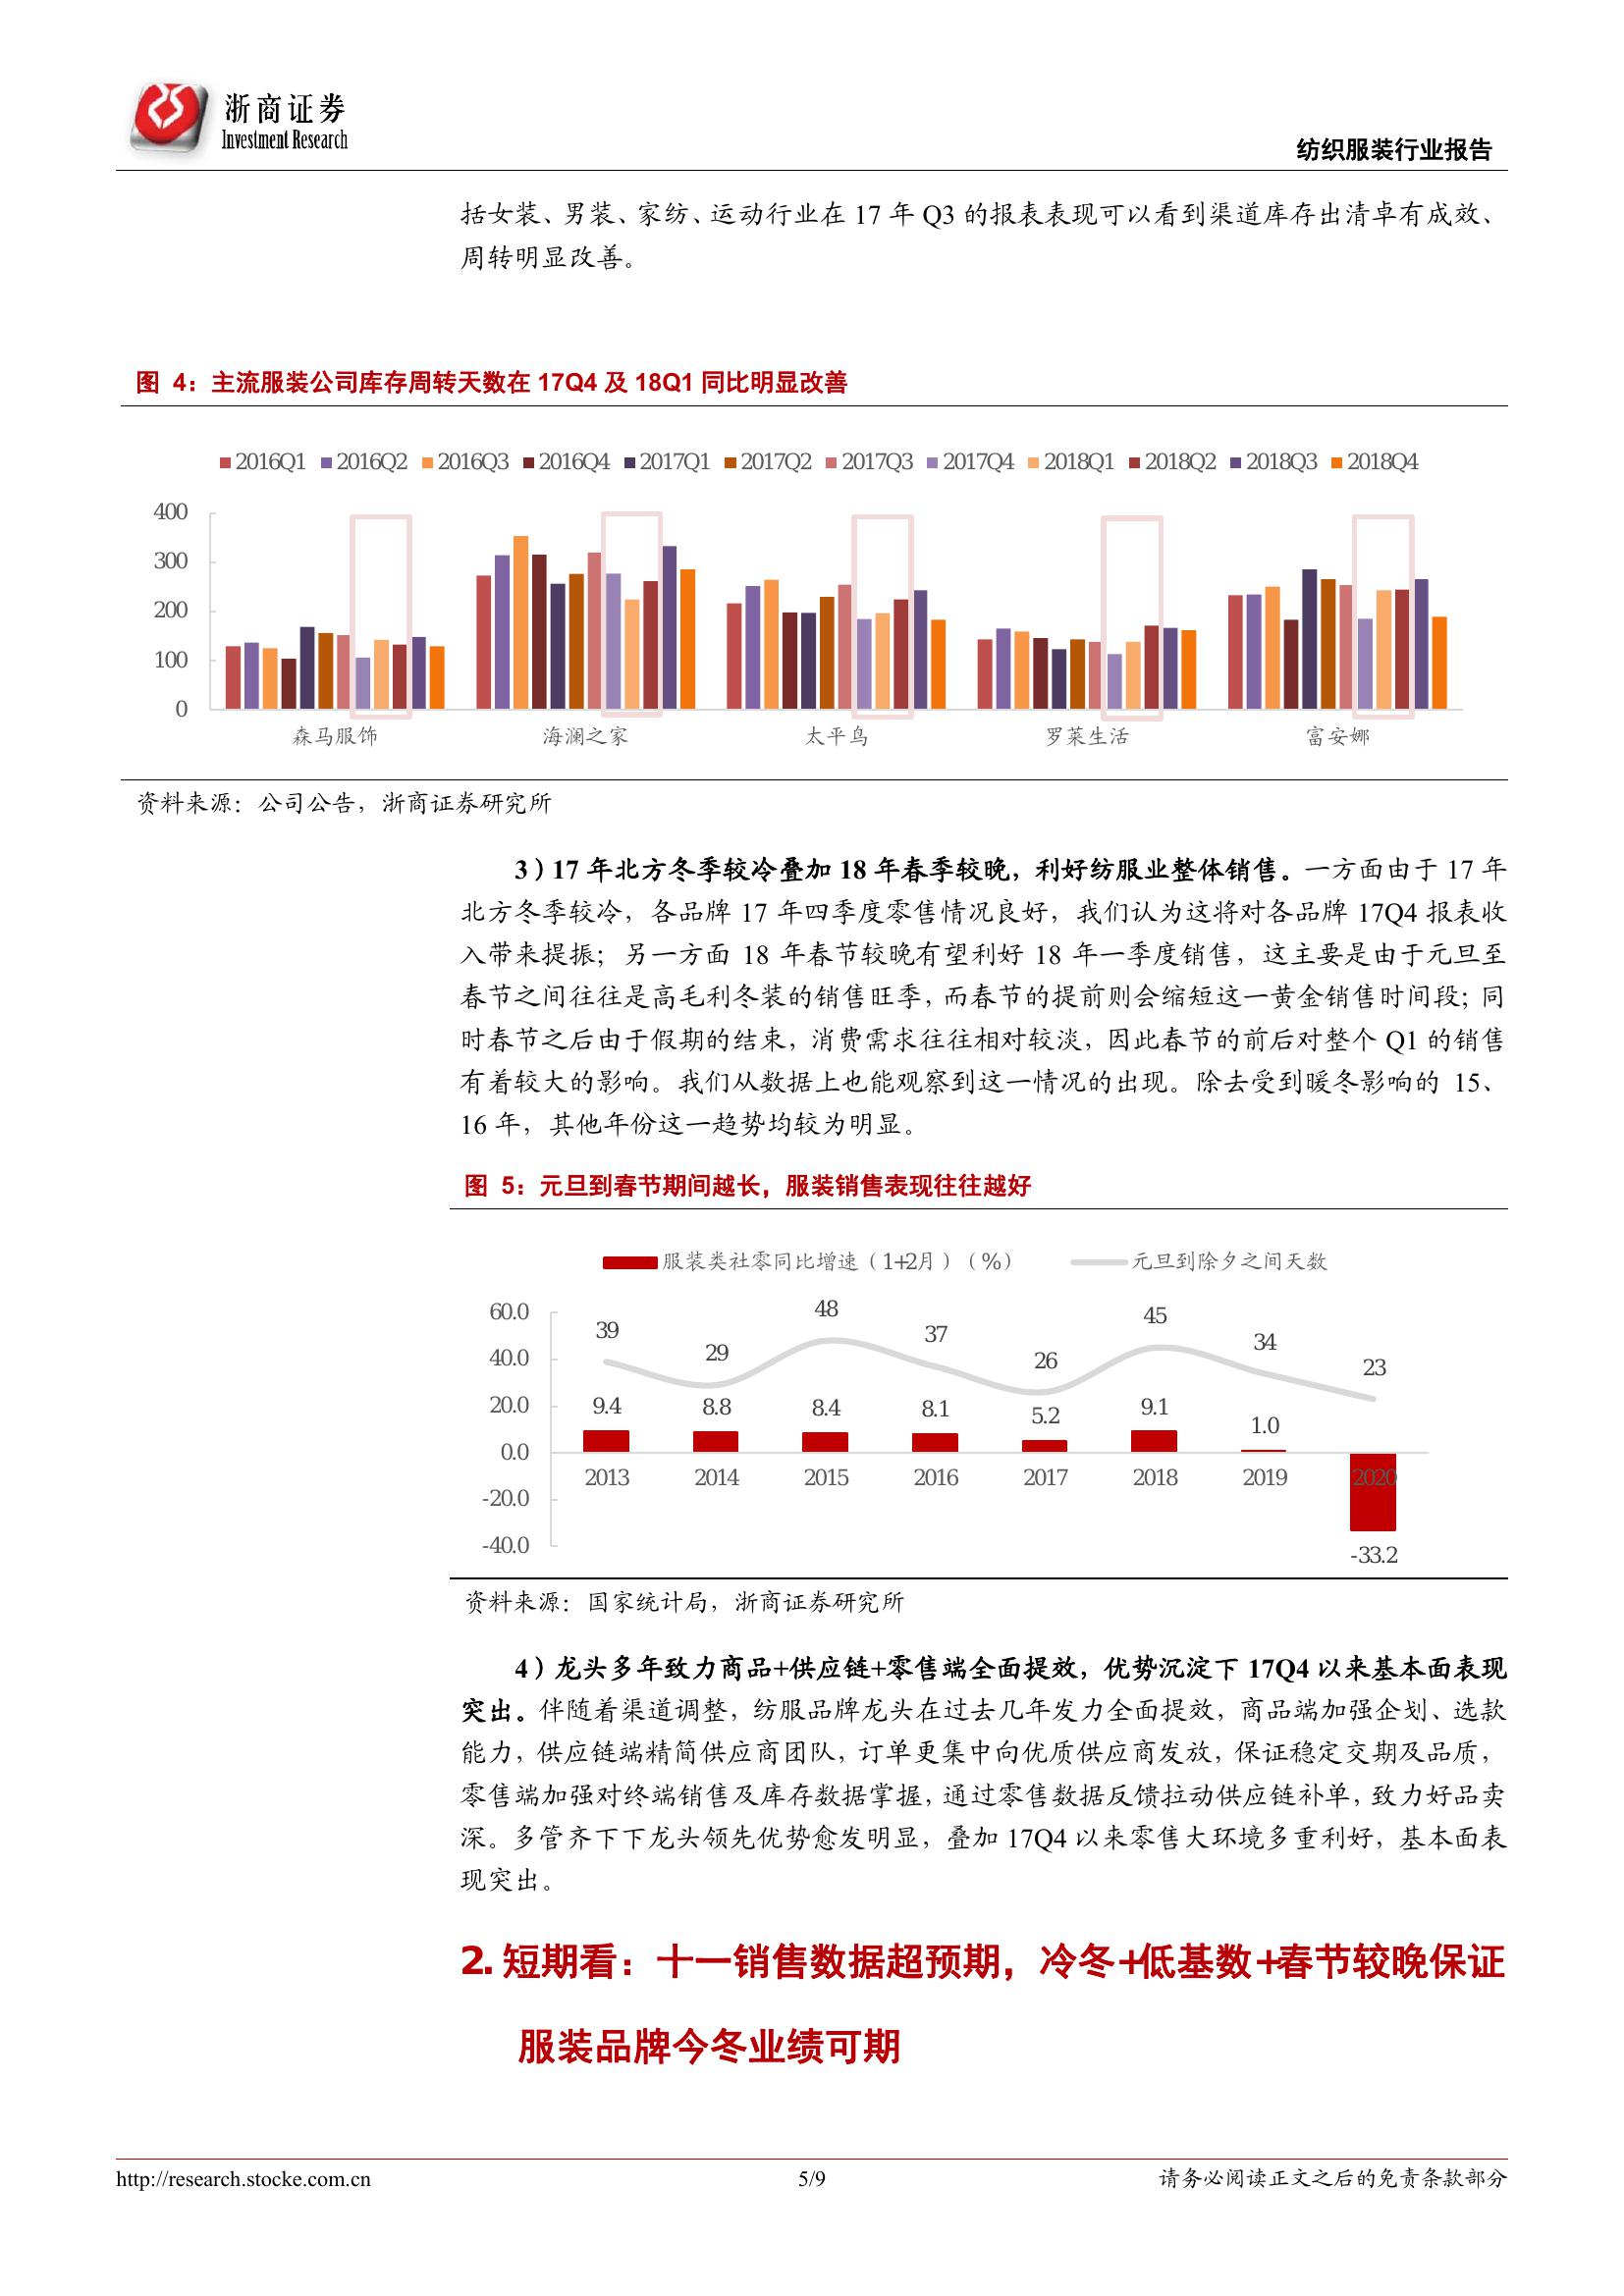 浙商证券
Investment Research
纺织服装行业报告
括女装、男装、家纺、运动行业在 17 年 Q3 的报表表现可以看到渠道库存出清卓有成效、
周转明显改善。
图 4：主流服装公司库存周转天数在 17Q4 及 18Q1 同比明显改善
2016Q1 2016Q2 2016Q3 2016Q4 2017Q1 2017Q2 2017Q3 2017Q4 2018Q1 2018Q2 2018Q3 2018Q4
400
300
200
100
0
森马服饰 海澜之家 太平鸟 罗莱生活 富安娜
资料来源：公司公告，浙商证券研究所
3）17 年北方冬季较冷叠加 18 年春季较晚，利好纺服业整体销售。一方面由于 17 年
北方冬季较冷，各品牌 17 年四季度零售情况良好，我们认为这将对各品牌 17Q4 报表收
入带来提振；另一方面 18 年春节较晚有望利好 18 年一季度销售，这主要是由于元旦至
春节之间往往是高毛利冬装的销售旺季，而春节的提前则会缩短这一黄金销售时间段；同
时春节之后由于假期的结束，消费需求往往相对较淡，因此春节的前后对整个 Q1 的销售
有着较大的影响。我们从数据上也能观察到这一情况的出现。除去受到暖冬影响的 15、
16 年，其他年份这一趋势均较为明显。
图 5：元旦到春节期间越长，服装销售表现往往越好
服装类社零同比增速（1+2月）（%） 元旦到除夕之间天数
60.0
40.0
20.0
0.0
-20.0
-40.0
39 29 48 37 26 45 34 23
9.4 8.8 8.4 8.1 5.2 9.1 1.0 -33.2
2013 2014 2015 2016 2017 2018 2019 2020
资料来源：国家统计局，浙商证券研究所
4）龙头多年致力商品+供应链+零售端全面提效，优势沉淀下 17Q4 以来基本面表现
突出。伴随着渠道调整，纺服品牌龙头在过去几年发力全面提效，商品端加强企划、选款
能力，供应链端精简供应商团队，订单更集中向优质供应商发放，保证稳定交期及品质，
零售端加强对终端销售及库存数据掌握，通过零售数据反馈拉动供应链补单，致力好品卖
深。多管齐下下龙头领先优势愈发明显，叠加 17Q4 以来零售大环境多重利好，基本面表
现突出。
2. 短期看：十一销售数据超预期，冷冬+低基数+春节较晚保证
服装品牌今冬业绩可期
http://research.stocke.com.cn 5/9 请务必阅读正文之后的免责条款部分